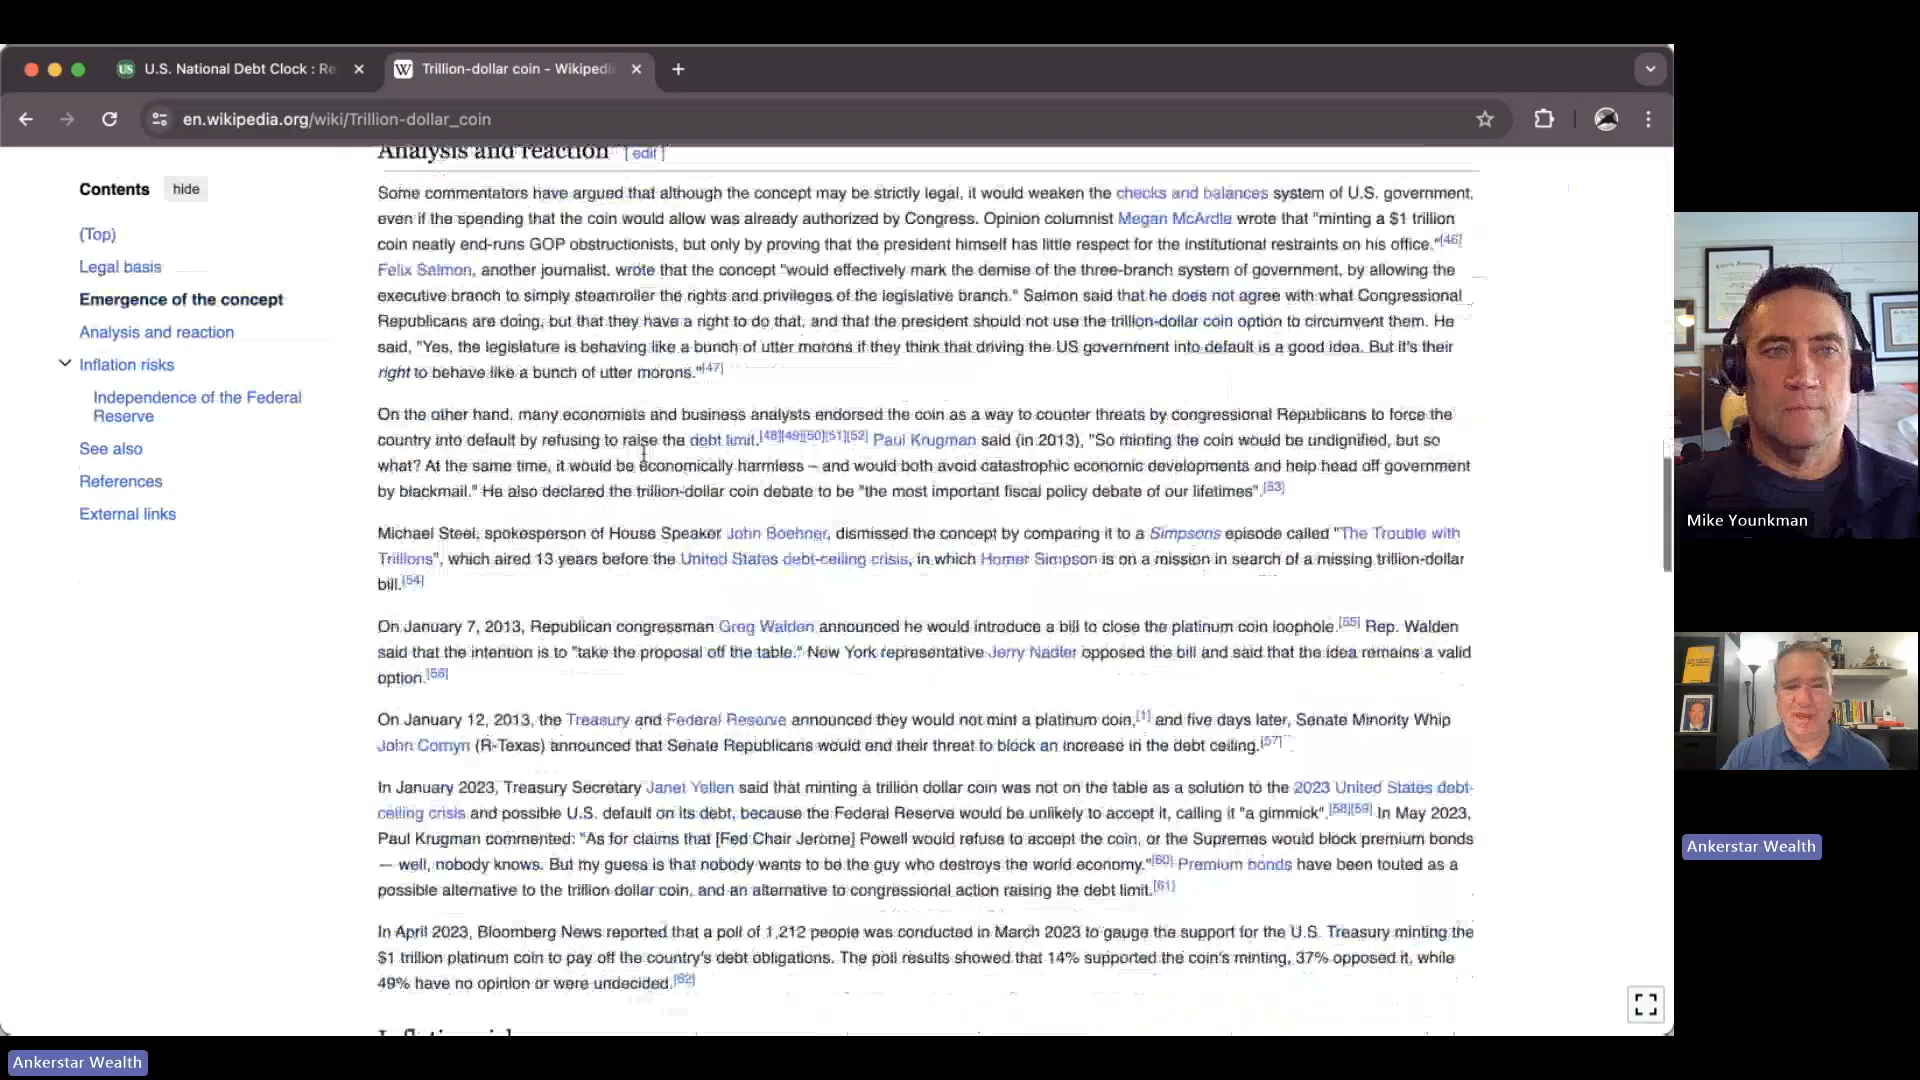 U.S. National Debt Clock : Re
Trillion-dollar coin - Wikipedi
en.wikipedia.org/wiki/Trillion-dollar_coin
Contents hide
(Top)
Legal basis
Emergence of the concept
Analysis and reaction
Inflation risks
Independence of the Federal
Reserve
See also
References
External links
Analysis and reaction [ edit ]
Some commentators have argued that although the concept may be strictly legal, it would weaken the checks and balances system of U.S. government,
even if the spending that the coin would allow was already authorized by Congress. Opinion columnist Megan McArdle wrote that "minting a $1 trillion
coin neatly end-runs GOP obstructionists, but only by proving that the president himself has little respect for the institutional restraints on his office."[46]
Felix Salmon, another journalist, wrote that the concept "would effectively mark the demise of the three-branch system of government, by allowing the
executive branch to simply steamroller the rights and privileges of the legislative branch." Salmon said that he does not agree with what Congressional
Republicans are doing, but that they have a right to do that, and that the president should not use the trillion-dollar coin option to circumvent them. He
said, "Yes, the legislature is behaving like a bunch of utter morons if they think that driving the US government into default is a good idea. But it's their
right to behave like a bunch of utter morons."[47]
On the other hand, many economists and business analysts endorsed the coin as a way to counter threats by congressional Republicans to force the
country into default by refusing to raise the debt limit.[48][49][50][51][52] Paul Krugman said (in 2013), "So minting the coin would be undignified, but so
what? At the same time, it would be economically harmless – and would both avoid catastrophic economic developments and help head off government
by blackmail." He also declared the trillion-dollar coin debate to be "the most important fiscal policy debate of our lifetimes".[53]
Michael Steel, spokesperson of House Speaker John Boehner, dismissed the concept by comparing it to a Simpsons episode called "The Trouble with
Trillions", which aired 13 years before the United States debt-ceiling crisis, in which Homer Simpson is on a mission in search of a missing trillion-dollar
bill.[54]
On January 7, 2013, Republican congressman Greg Walden announced he would introduce a bill to close the platinum coin loophole.[55] Rep. Walden
said that the intention is to "take the proposal off the table." New York representative Jerry Nadler opposed the bill and said that the idea remains a valid
option.[56]
On January 12, 2013, the Treasury and Federal Reserve announced they would not mint a platinum coin,[1] and five days later, Senate Minority Whip
John Cornyn (R-Texas) announced that Senate Republicans would end their threat to block an increase in the debt ceiling.[57]
In January 2023, Treasury Secretary Janet Yellen said that minting a trillion dollar coin was not on the table as a solution to the 2023 United States debt-
ceiling crisis and possible U.S. default on its debt, because the Federal Reserve would be unlikely to accept it, calling it "a gimmick".[58][59] In May 2023,
Paul Krugman commented: "As for claims that [Fed Chair Jerome] Powell would refuse to accept the coin, or the Supremes would block premium bonds
— well, nobody knows. But my guess is that nobody wants to be the guy who destroys the world economy."[60] Premium bonds have been touted as a
possible alternative to the trillion dollar coin, and an alternative to congressional action raising the debt limit.[61]
In April 2023, Bloomberg News reported that a poll of 1,212 people was conducted in March 2023 to gauge the support for the U.S. Treasury minting the
$1 trillion platinum coin to pay off the country's debt obligations. The poll results showed that 14% supported the coin's minting, 37% opposed it, while
49% have no opinion or were undecided.[62]
Mike Younkman
Ankerstar Wealth
Ankerstar Wealth